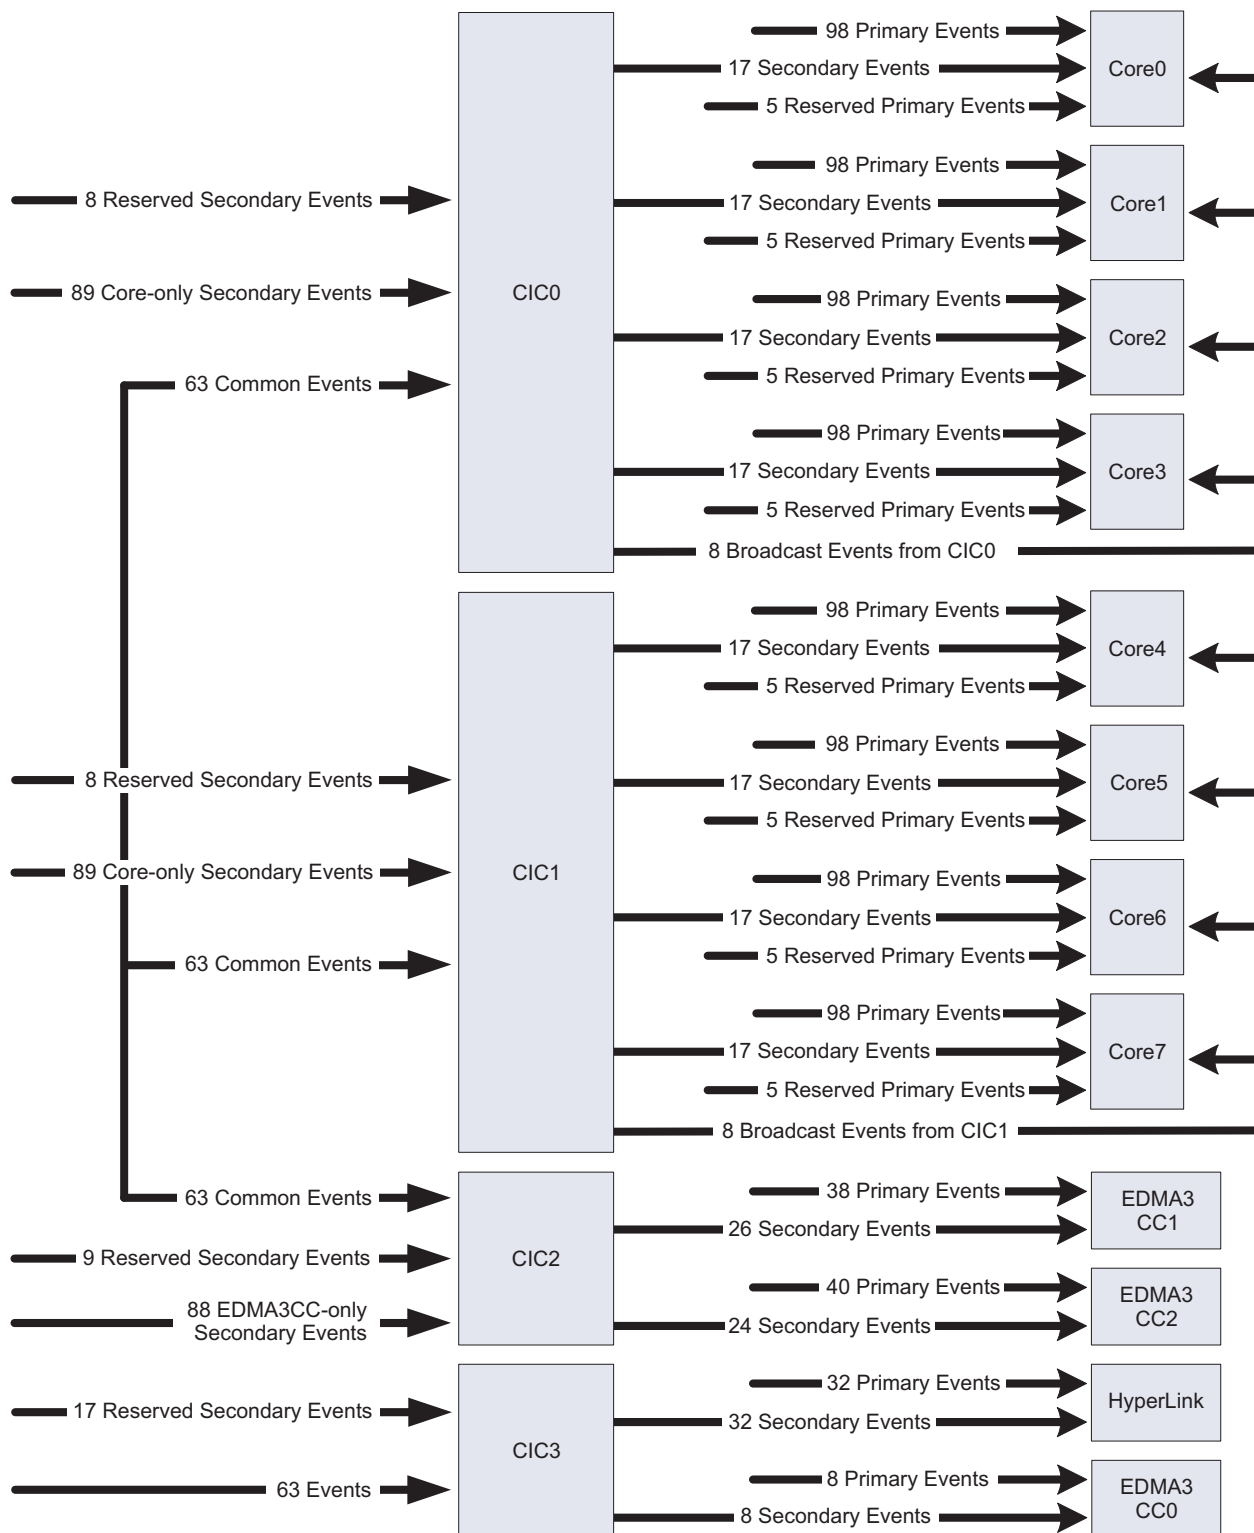 98 Primary Events
17 Secondary Events
5 Reserved Primary Events
Core0
98 Primary Events
17 Secondary Events
5 Reserved Primary Events
Core1
8 Reserved Secondary Events
89 Core-only Secondary Events
63 Common Events
CIC0
98 Primary Events
17 Secondary Events
5 Reserved Primary Events
Core2
98 Primary Events
17 Secondary Events
5 Reserved Primary Events
Core3
8 Broadcast Events from CIC0
98 Primary Events
17 Secondary Events
5 Reserved Primary Events
Core4
8 Reserved Secondary Events
89 Core-only Secondary Events
63 Common Events
CIC1
98 Primary Events
17 Secondary Events
5 Reserved Primary Events
Core5
98 Primary Events
17 Secondary Events
5 Reserved Primary Events
Core6
98 Primary Events
17 Secondary Events
5 Reserved Primary Events
Core7
8 Broadcast Events from CIC1
63 Common Events
9 Reserved Secondary Events
88 EDMA3CC-only
Secondary Events
CIC2
38 Primary Events
26 Secondary Events
EDMA3
CC1
40 Primary Events
24 Secondary Events
EDMA3
CC2
17 Reserved Secondary Events
63 Events
CIC3
32 Primary Events
32 Secondary Events
HyperLink
8 Primary Events
8 Secondary Events
EDMA3
CC0